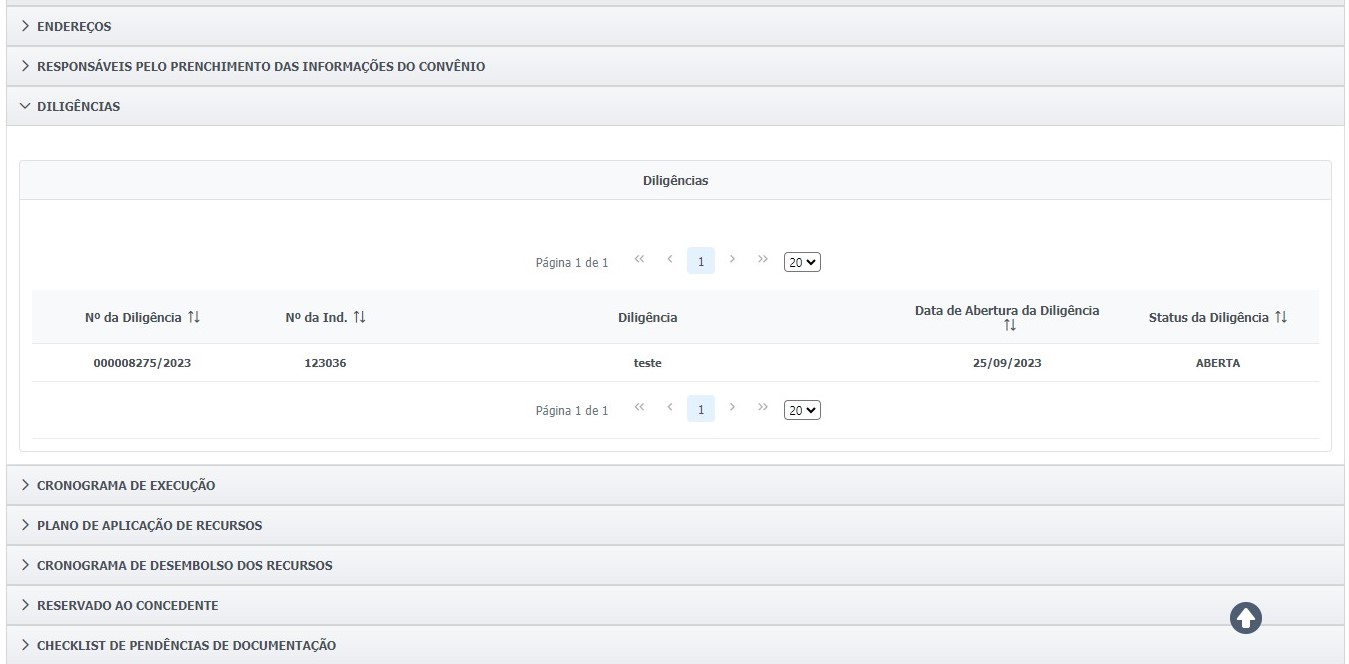 ENDEREÇOS
RESPONSÁVEIS PELO PRENCHIMENTO DAS INFORMAÇÕES DO CONVÊNIO
DILIGÊNCIAS
Diligências
Página 1 de 1 « ‹ 1 › » 20
Nº da Diligência Nº da Ind. Diligência Data de Abertura da Diligência Status da Diligência
000008275/2023 123036 teste 25/09/2023 ABERTA
Página 1 de 1 « ‹ 1 › » 20
CRONOGRAMA DE EXECUÇÃO
PLANO DE APLICAÇÃO DE RECURSOS
CRONOGRAMA DE DESEMBOLSO DOS RECURSOS
RESERVADO AO CONCEDENTE
CHECKLIST DE PENDÊNCIAS DE DOCUMENTAÇÃO